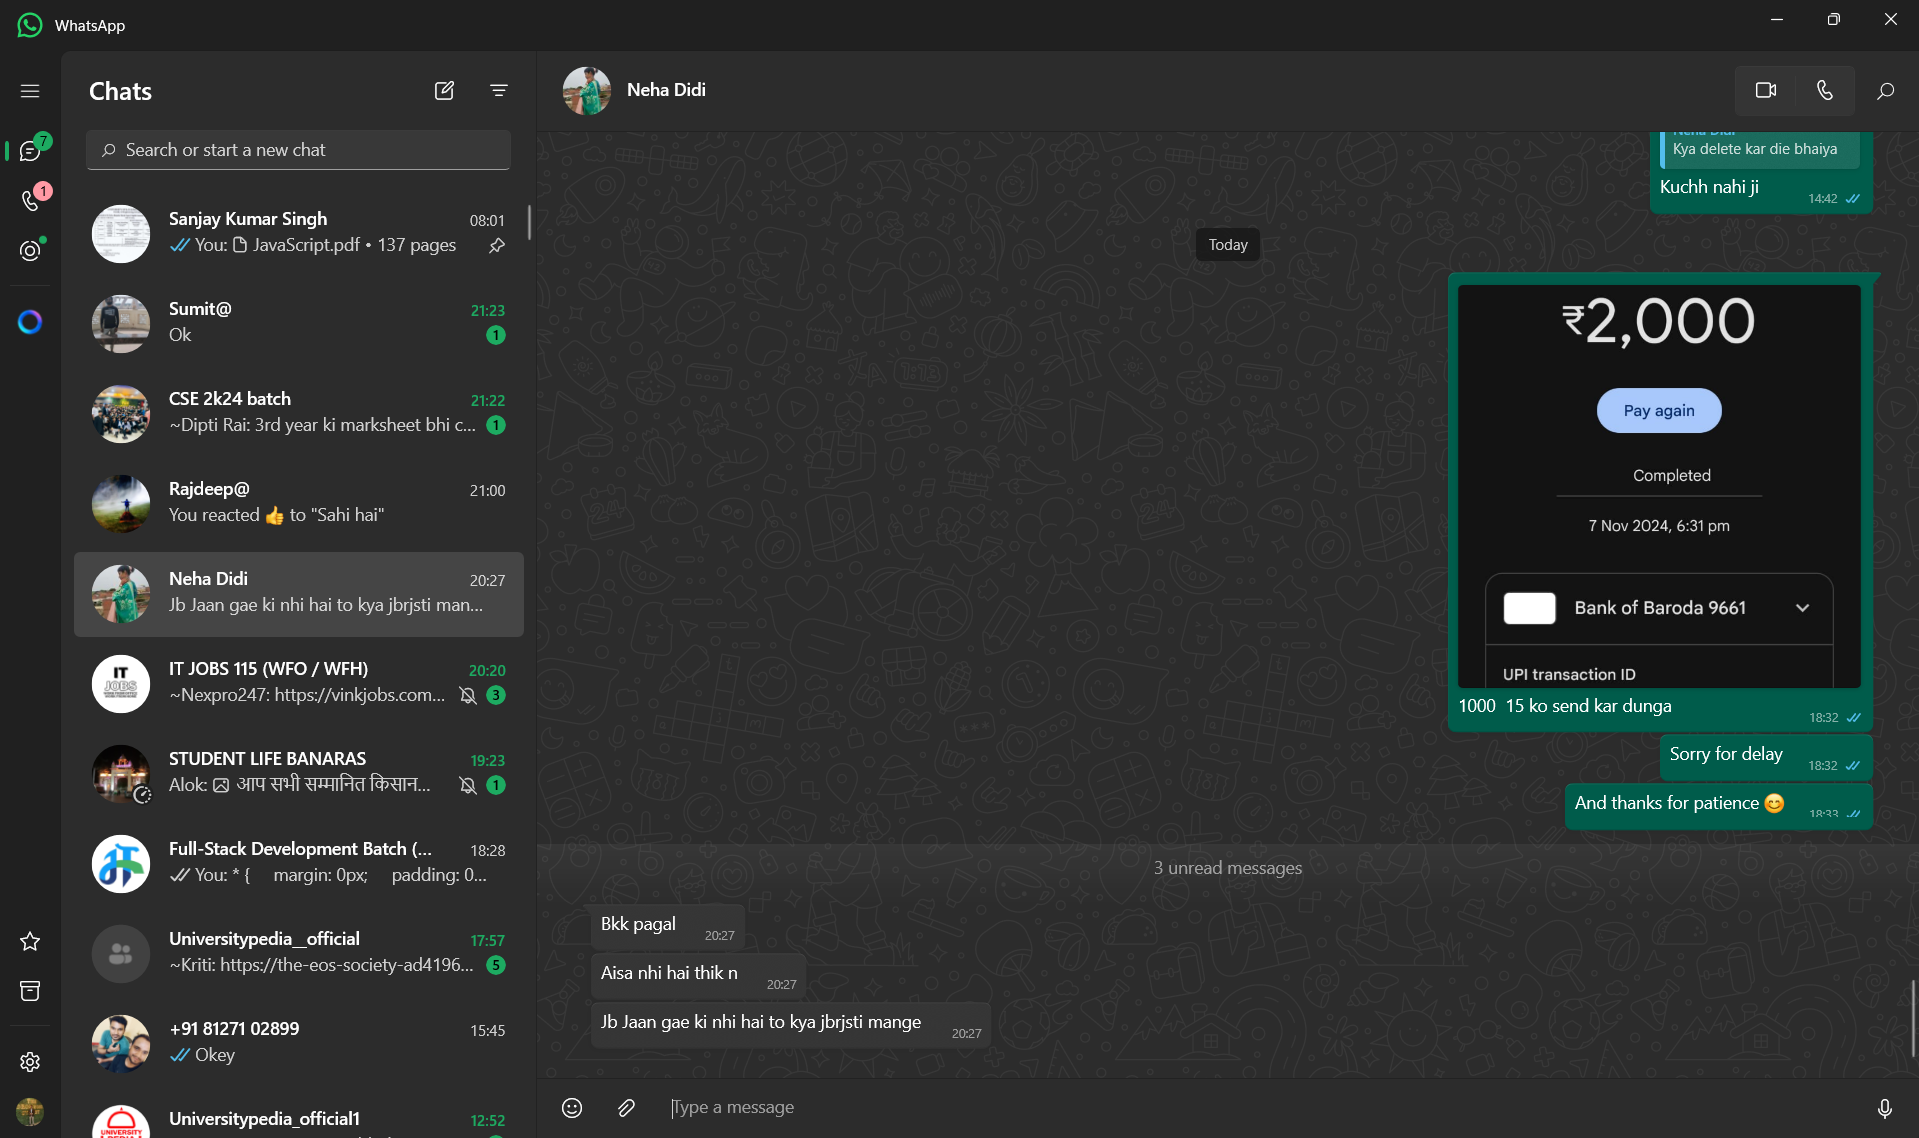 WhatsApp
Chats
Search or start a new chat
7
1
Sanjay Kumar Singh
08:01
You: JavaScript.pdf • 137 pages
Sumit@
21:23
Ok
1
CSE 2k24 batch
21:22
~Dipti Rai: 3rd year ki marksheet bhi c...
1
Rajdeep@
21:00
You reacted 👍 to "Sahi hai"
Neha Didi
20:27
Jb Jaan gae ki nhi hai to kya jbrjsti man...
IT JOBS
IT JOBS 115 (WFO / WFH)
20:20
~Nexpro247: https://vinkjobs.com...
3
STUDENT LIFE BANARAS
19:23
Alok: आप सभी सम्मानित किसान...
1
Full-Stack Development Batch (...
18:28
You: * { margin: 0px; padding: 0...
Universitypedia_official
17:57
~Kriti: https://the-eos-society-ad4196...
5
+91 81271 02899
15:45
Okey
UNIVERSITY
Universitypedia_official1
12:52
Neha Didi
Neha Didi
Kya delete kar die bhaiya
Kuchh nahi ji
14:42
Today
₹2,000
Pay again
Completed
7 Nov 2024, 6:31 pm
Bank of Baroda 9661
UPI transaction ID
1000 15 ko send kar dunga
18:32
Sorry for delay
18:32
And thanks for patience 😊
18:33
3 unread messages
Bkk pagal
20:27
Aisa nhi hai thik n
20:27
Jb Jaan gae ki nhi hai to kya jbrjsti mange
20:27
Type a message